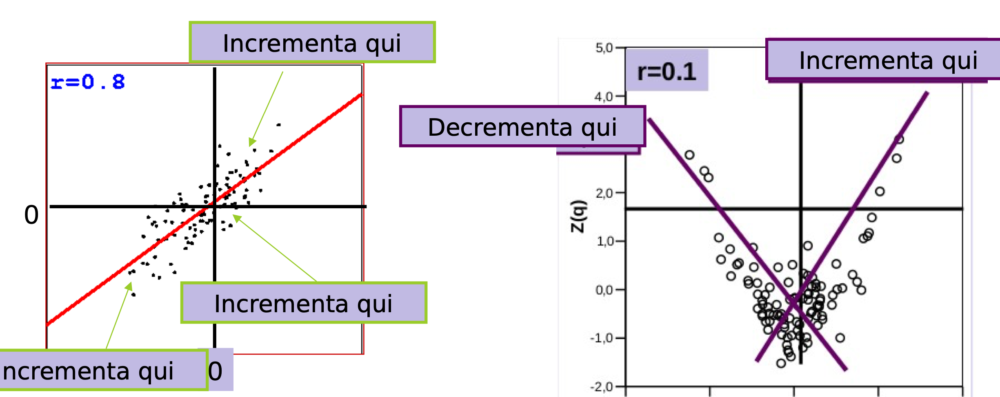 Incrementa qui
r=0.8
0
Incrementa qui
ncrementa qui
0
5,0
r=0.1
Incrementa qui
4,0
Decrementa qui
2,0
Z(q)
1,0
0,0
-1,0
-2,0